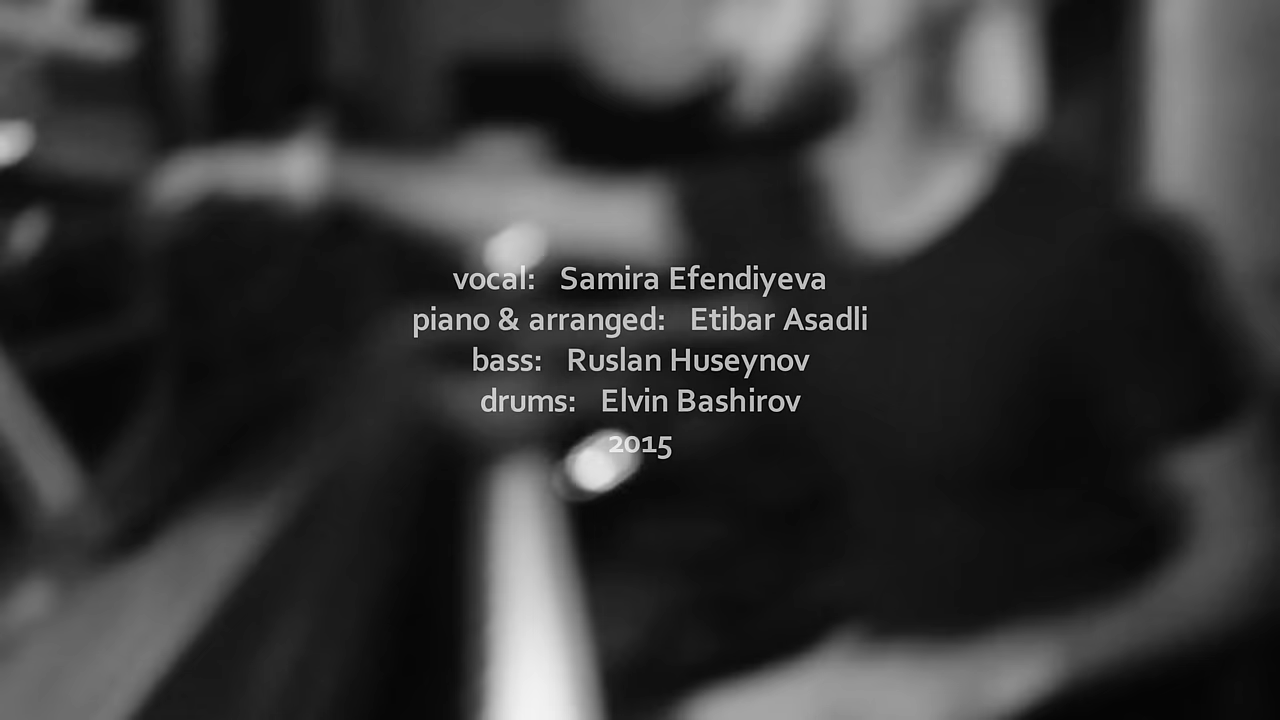 vocal: Samira Efendiyeva
piano & arranged: Etibar Asadli
bass: Ruslan Huseynov
drums: Elvin Bashirov
2015